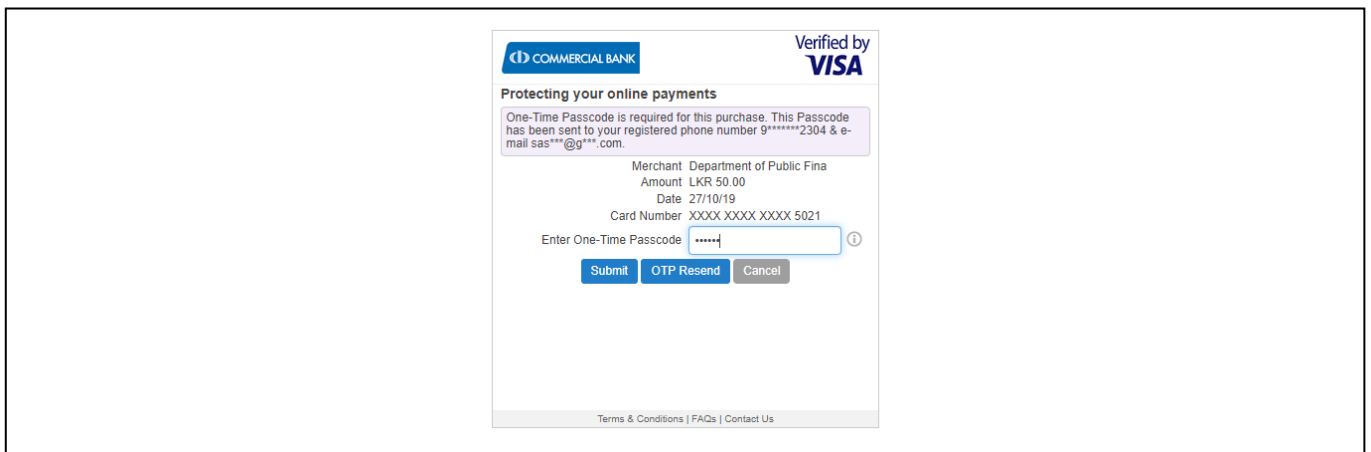 COMMERCIAL BANK
Verified by
VISA
Protecting your online payments
One-Time Passcode is required for this purchase. This Passcode
has been sent to your registered phone number 9*******2304 & e-
mail sas***@g***.com.
Merchant Department of Public Fina
Amount LKR 50.00
Date 27/10/19
Card Number XXXX XXXX XXXX 5021
Enter One-Time Passcode ••••••
Submit OTP Resend Cancel
Terms & Conditions | FAQs | Contact Us